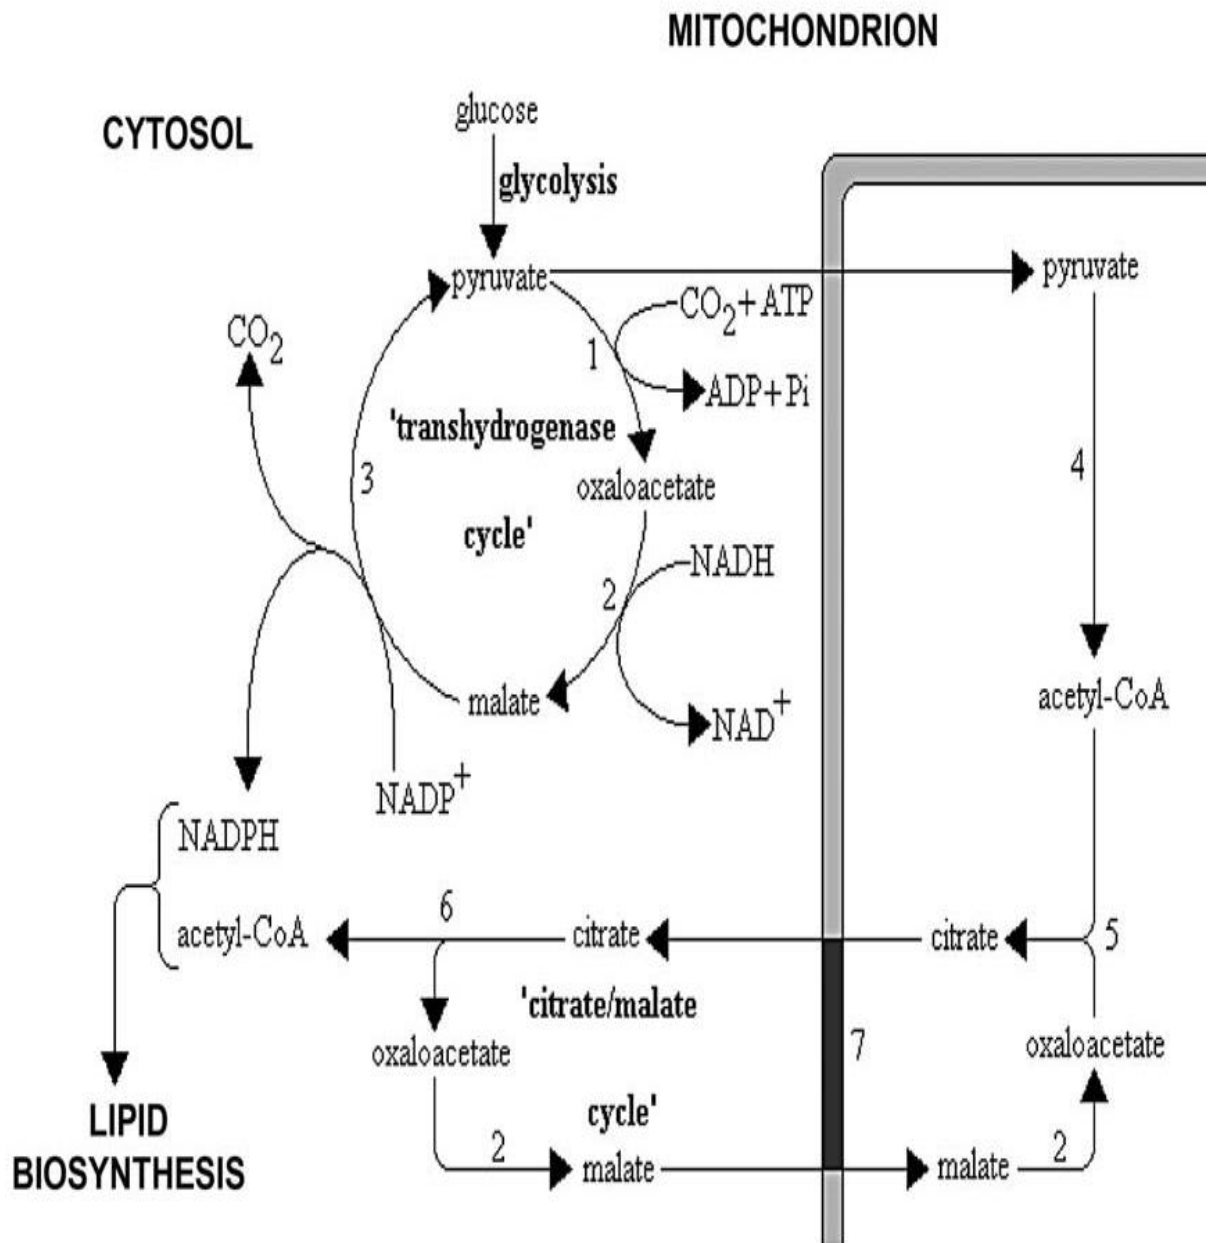 MITOCHONDRION
CYTOSOL
glucose
glycolysis
pyruvate
pyruvate
CO₂+ATP
CO₂
1
ADP+Pi
'transhydrogenase
4
3
oxaloacetate
cycle'
NADH
2
acetyl-CoA
malate
NAD⁺
NADP⁺
NADPH
6
acetyl-CoA
citrate
citrate
5
'citrate/malate
oxaloacetate
7
oxaloacetate
LIPID
BIOSYNTHESIS
cycle'
2
malate
malate
2